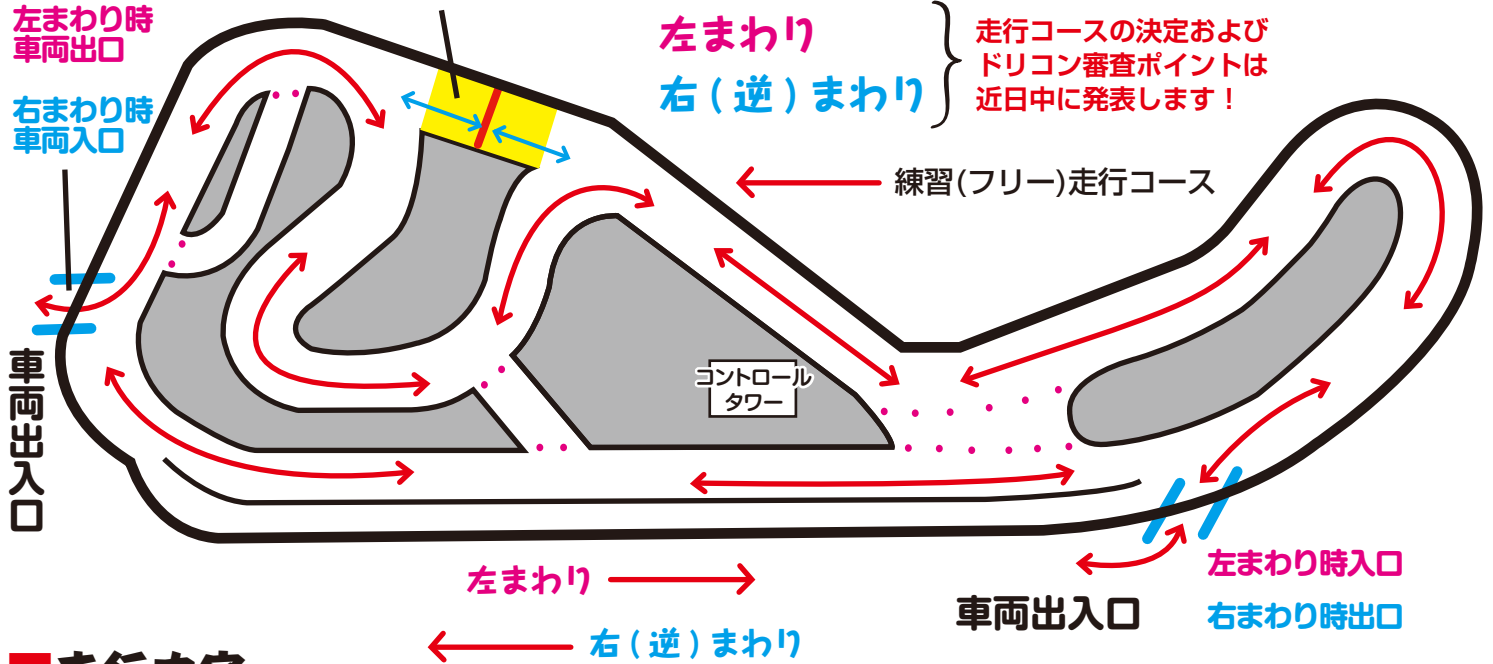 左まわり時
車両出口
右まわり時
車両入口
左まわり
右(逆)まわり
走行コースの決定および
ドリコン審査ポイントは
近日中に発表します！
練習(フリー)走行コース
コントロール
タワー
車両出入口
左まわり
右(逆)まわり
車両出入口
左まわり時入口
右まわり時出口